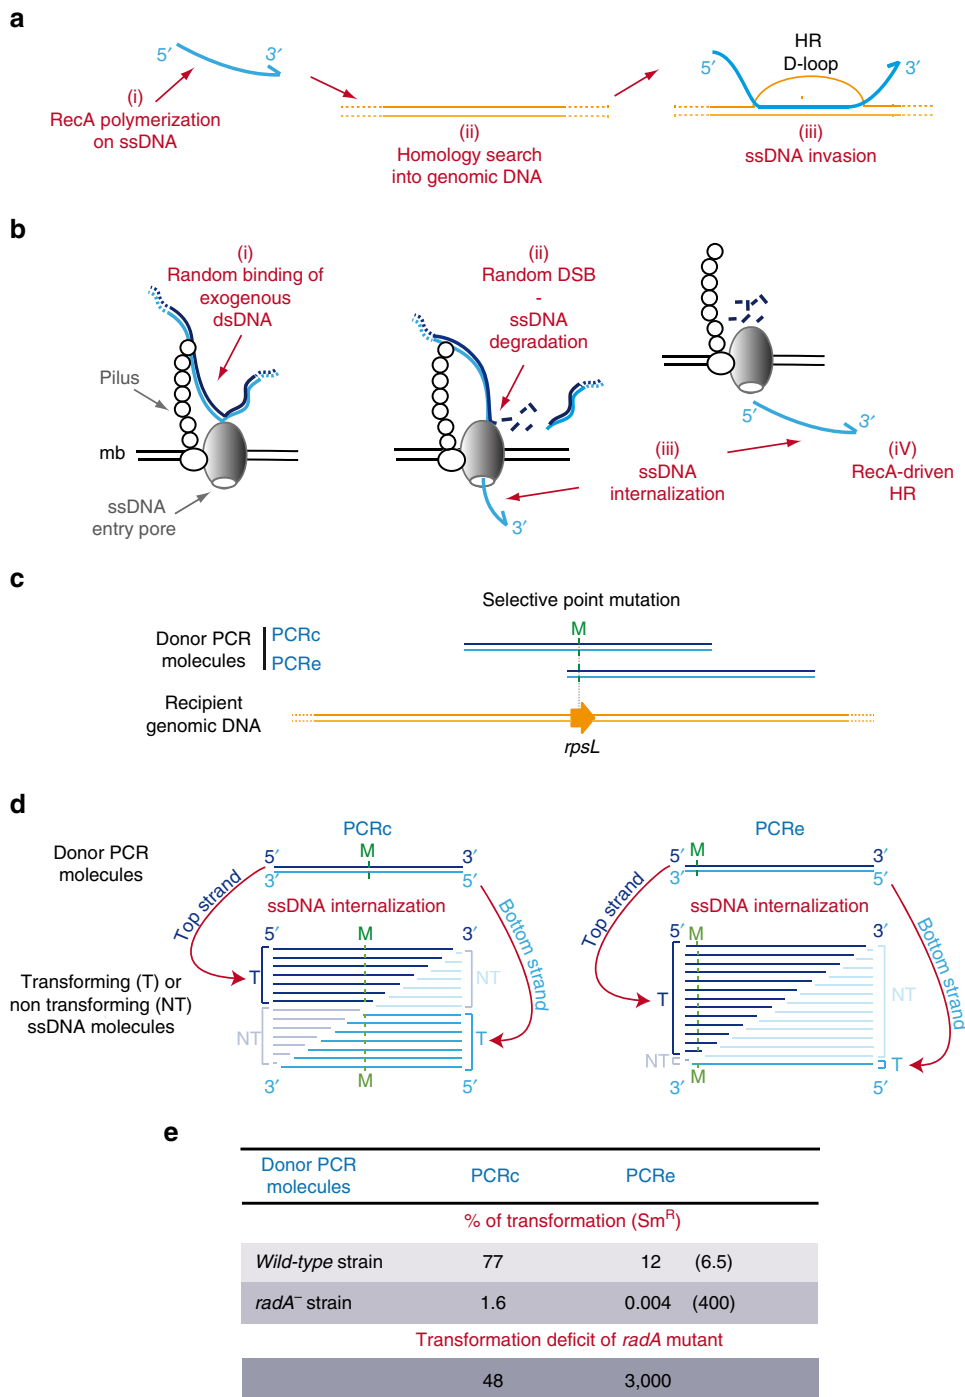 a
5′
3′
(i)
RecA polymerization
on ssDNA
(ii)
Homology search
into genomic DNA
HR
D-loop
5′
3′
(iii)
ssDNA invasion
b
(i)
Random binding of
exogenous
dsDNA
Pilus
mb
ssDNA
entry pore
(ii)
Random DSB
-
ssDNA
degradation
3′
(iii)
ssDNA
internalization
5′
3′
(iV)
RecA-driven
HR
c
Selective point mutation
M
Donor PCR
molecules
PCRc
PCRe
Recipient
genomic DNA
rpsL
d
Donor PCR
molecules
PCRc
5′ M 3′
3′ 5′
Top strand
ssDNA internalization
Bottom strand
5′ M 3′
Transforming (T) or
non transforming (NT)
ssDNA molecules
T
NT
NT
T
3′ M 5′
PCRe
5′ M 3′
3′ 5′
Top strand
ssDNA internalization
Bottom strand
5′ M 3′
T
NT
NT
T
3′ M 5′
e
Donor PCR
molecules
PCRc PCRe
% of transformation (SmR)
Wild-type strain 77 12 (6.5)
radA− strain 1.6 0.004 (400)
Transformation deficit of radA mutant
48 3,000